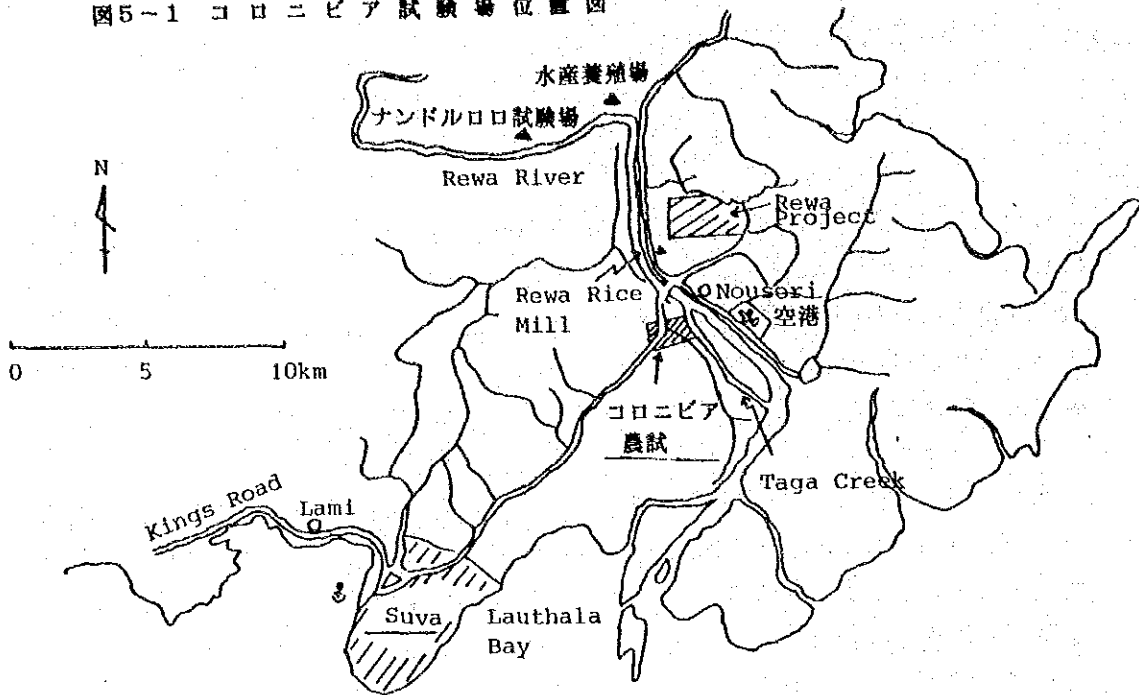 図5-1 コロニビア試験場位置図
水産養殖場
ナンドルロロ試験場
N
Rewa River
Rewa
Project
Rewa Rice
Mill
Nousori
空港
0 5 10km
コロニビア
農試
Taga Creek
Kings Road
Lami
Suva
Lauthala
Bay